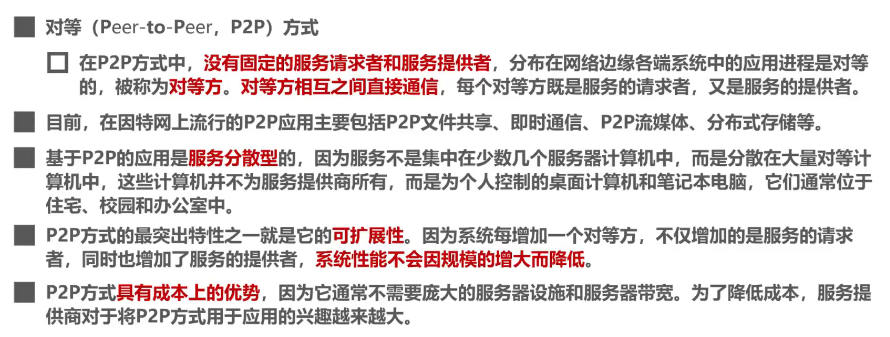 对等（Peer-to-Peer，P2P）方式
在P2P方式中，没有固定的服务请求者和服务提供者，分布在网络边缘各端系统中的应用进程是对等
的，被称为对等方。对等方相互之间直接通信，每个对等方既是服务的请求者，又是服务的提供者。
目前，在因特网上流行的P2P应用主要包括P2P文件共享、即时通信、P2P流媒体、分布式存储等。
基于P2P的应用是服务分散型的，因为服务不是集中在少数几个服务器计算机中，而是分散在大量对等计
算机中，这些计算机并不为服务提供商所有，而是为个人控制的桌面计算机和笔记本电脑，它们通常位于
住宅、校园和办公室中。
P2P方式的最突出特性之一就是它的可扩展性。因为系统每增加一个对等方，不仅增加的是服务的请求
者，同时也增加了服务的提供者，系统性能不会因规模的增大而降低。
P2P方式具有成本上的优势，因为它通常不需要庞大的服务器设施和服务器带宽。为了降低成本，服务提
供商对于将P2P方式用于应用的兴趣越来越大。